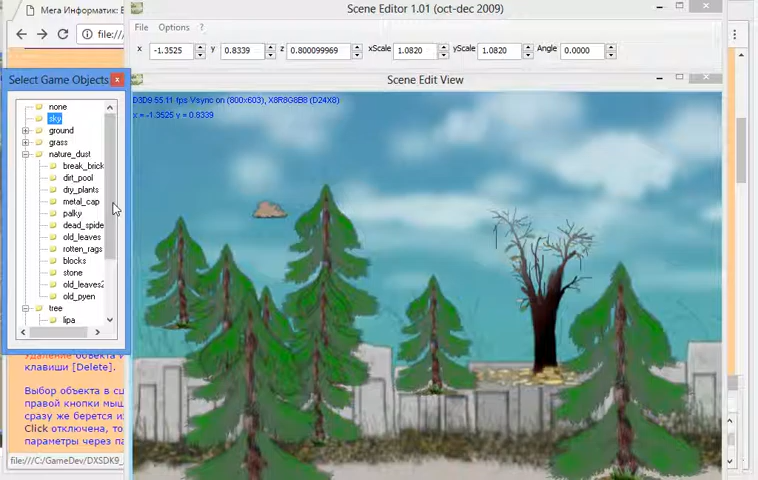 Мега Информатик: Е
Scene Editor 1.01 (oct-dec 2009)
File Options ?
x -1.3525 y 0.8339 z 0.800099969 xScale 1.0820 yScale 1.0820 Angle 0.0000
file://
Select Game Objects
Scene Edit View
D3D9 55.11 fps Vsync on (800x603), X8R8G8B8 (D24X8)
x = -1.3525 y = 0.8339
none
sky
ground
grass
nature_dust
break_brick
dirt_pool
dry_plants
metal_cap
palky
dead_spide
old_leaves
rotten_rags
blocks
stone
old_leaves2
old_pyen
tree
lipa
Удаление объекта и
клавиши [Delete].
Выбор объекта в сц
правой кнопки мыш
сразу же берется из
Click отключена, то
параметры через па
file:///C:/GameDev/DXSDK9_